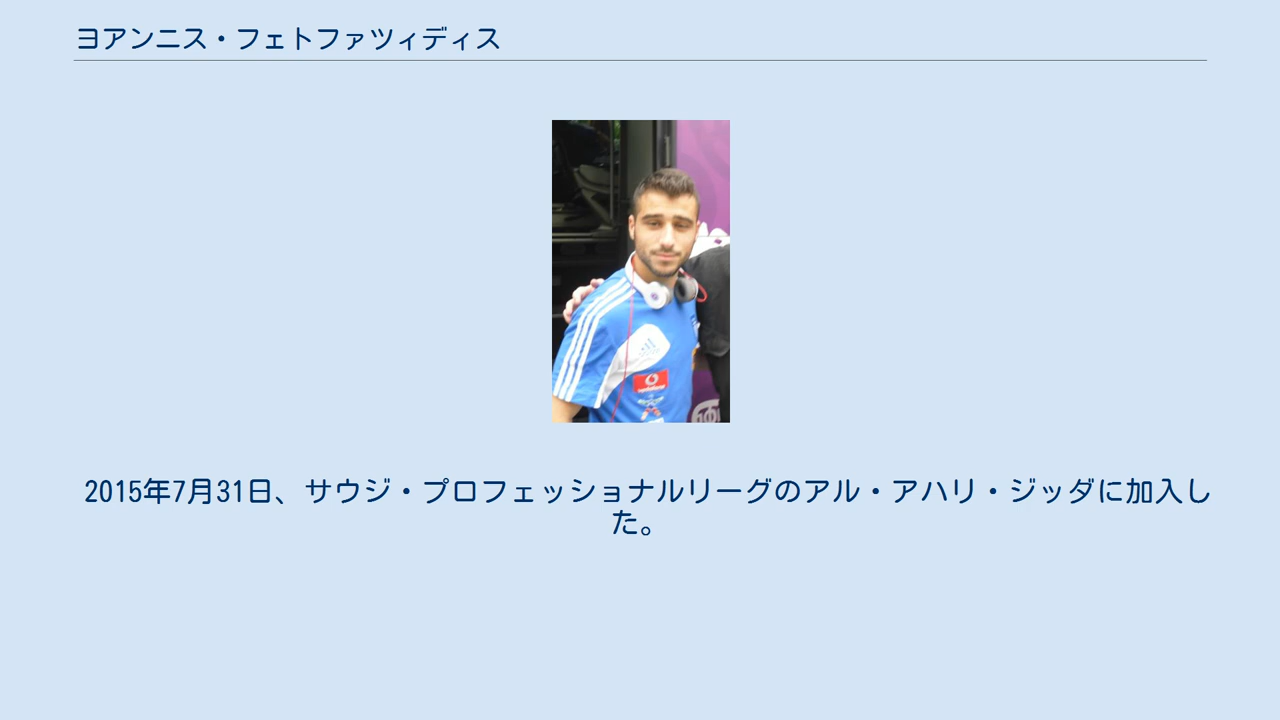 ヨアンニス・フェトファツィディス
2015年7月31日、サウジ・プロフェッショナルリーグのアル・アハリ・ジッダに加入し
た。